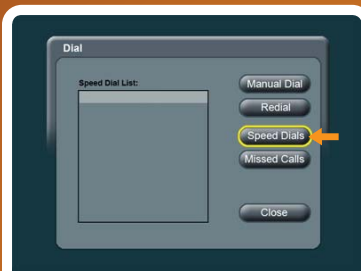 Dial
Speed Dial List:
Manual Dial
Redial
Speed Dials
Missed Calls
Close